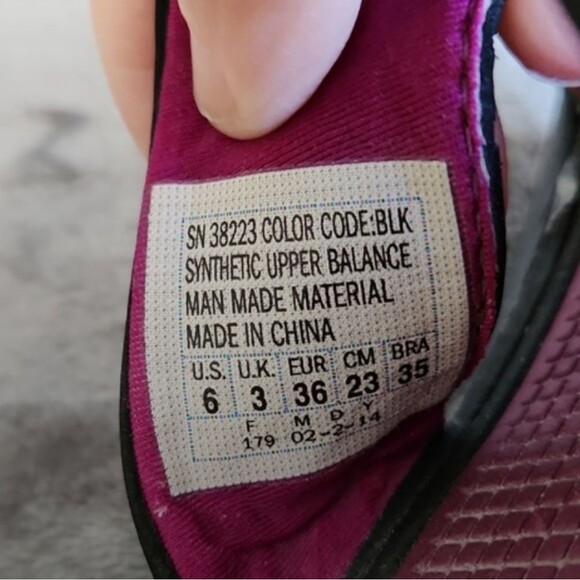 SN 38223 COLOR CODE:BLK
SYNTHETIC UPPER BALANCE
MAN MADE MATERIAL
MADE IN CHINA
U.S. U.K. EUR CM BRA
6 3 36 23 35
F M D Y
179 02-2-14